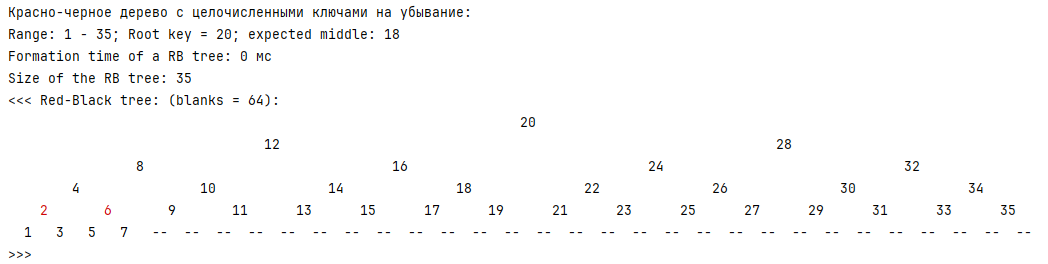 Красно-черное дерево с целочисленными ключами на убывание:
Range: 1 - 35; Root key = 20; expected middle: 18
Formation time of a RB tree: 0 мс
Size of the RB tree: 35
<<< Red-Black tree: (blanks = 64):
20
12 28
8 16 24 32
4 10 14 18 22 26 30 34
2 6 9 11 13 15 17 19 21 23 25 27 29 31 33 35
1 3 5 7 -- -- -- -- -- -- -- -- -- -- -- -- -- -- -- -- -- -- -- -- -- -- -- -- -- -- -- --
>>>